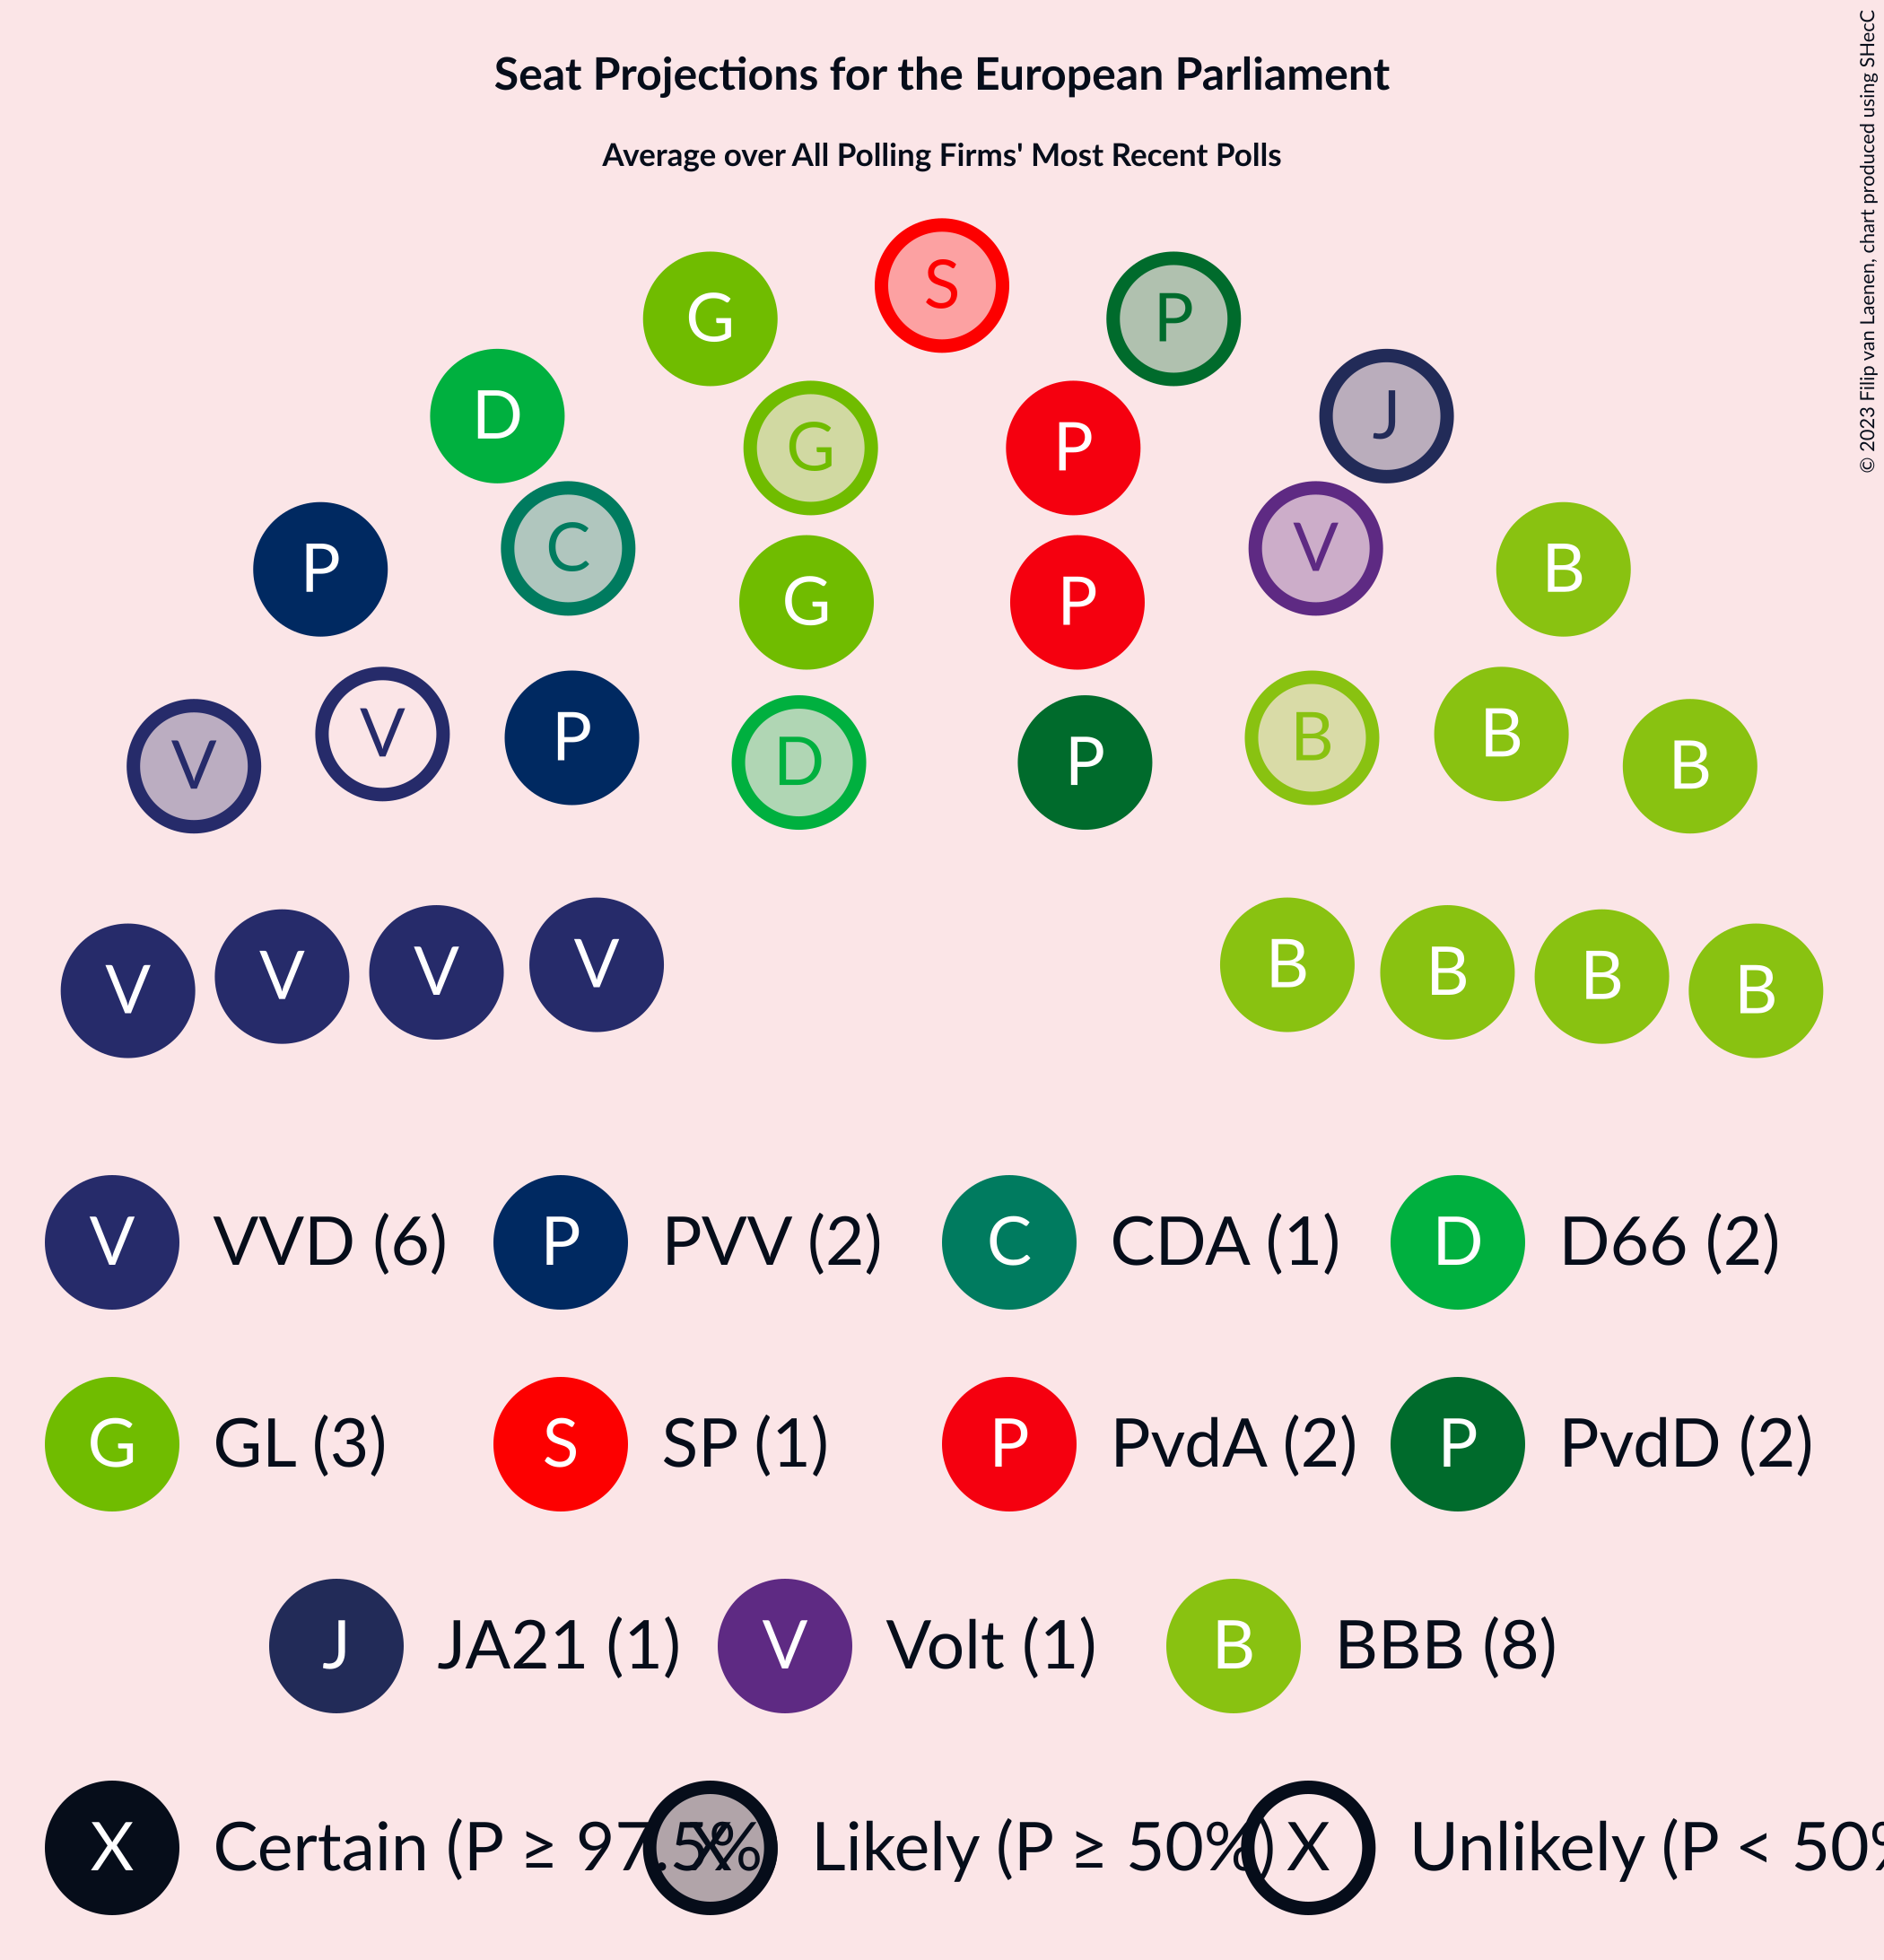 Seat Projections for the European Parliament
Average over All Polling Firms' Most Recent Polls
© 2023 Filip van Laenen, chart produced using SHecC
S
G P
D J
G P
C V
P B
G P
V V P D P B B B
V V V V B B B B
V VVD (6) P PVV (2) C CDA (1) D D66 (2)
G GL (3) S SP (1) P PvdA (2) P PvdD (2)
J JA21 (1) V Volt (1) B BBB (8)
X Certain (P ≥ 97.5% X Likely (P ≥ 50%) X Unlikely (P < 50%